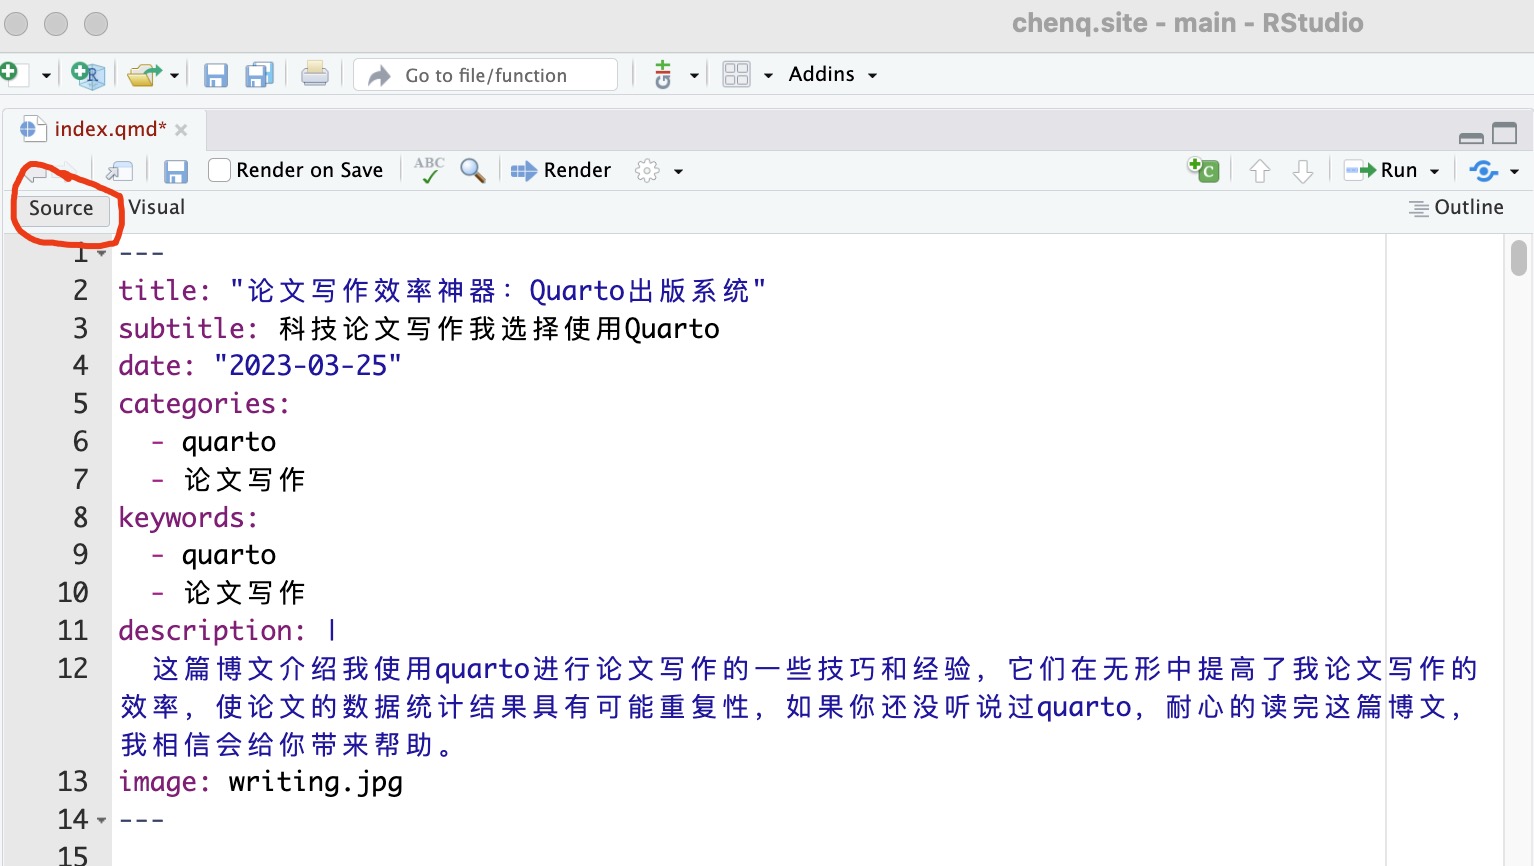 chenq.site - main - RStudio
Go to file/function
Addins
index.qmd*
Render on Save
ABC
Render
Run
Source
Visual
Outline
1 ---
2 title: "论文写作效率神器：Quarto出版系统"
3 subtitle: 科技论文写作我选择使用Quarto
4 date: "2023-03-25"
5 categories:
6 - quarto
7 - 论文写作
8 keywords:
9 - quarto
10 - 论文写作
11 description: |
12 这篇博文介绍我使用quarto进行论文写作的一些技巧和经验，它们在无形中提高了我论文写作的
效率，使论文的数据统计结果具有可能重复性，如果你还没听说过quarto，耐心的读完这篇博文，
我相信会给你带来帮助。
13 image: writing.jpg
14 ---
15